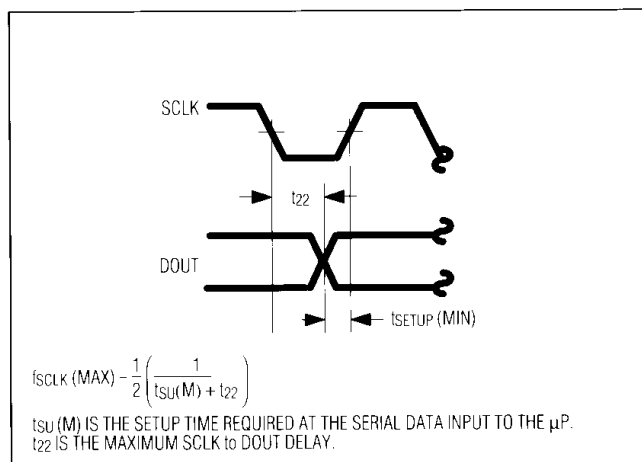 SCLK
t22
DOUT
tSETUP (MIN)
fSCLK (MAX) - 1/2 (1/(tSU(M) + t22))
tSU (M) IS THE SETUP TIME REQUIRED AT THE SERIAL DATA INPUT TO THE µP.
t22 IS THE MAXIMUM SCLK to DOUT DELAY.